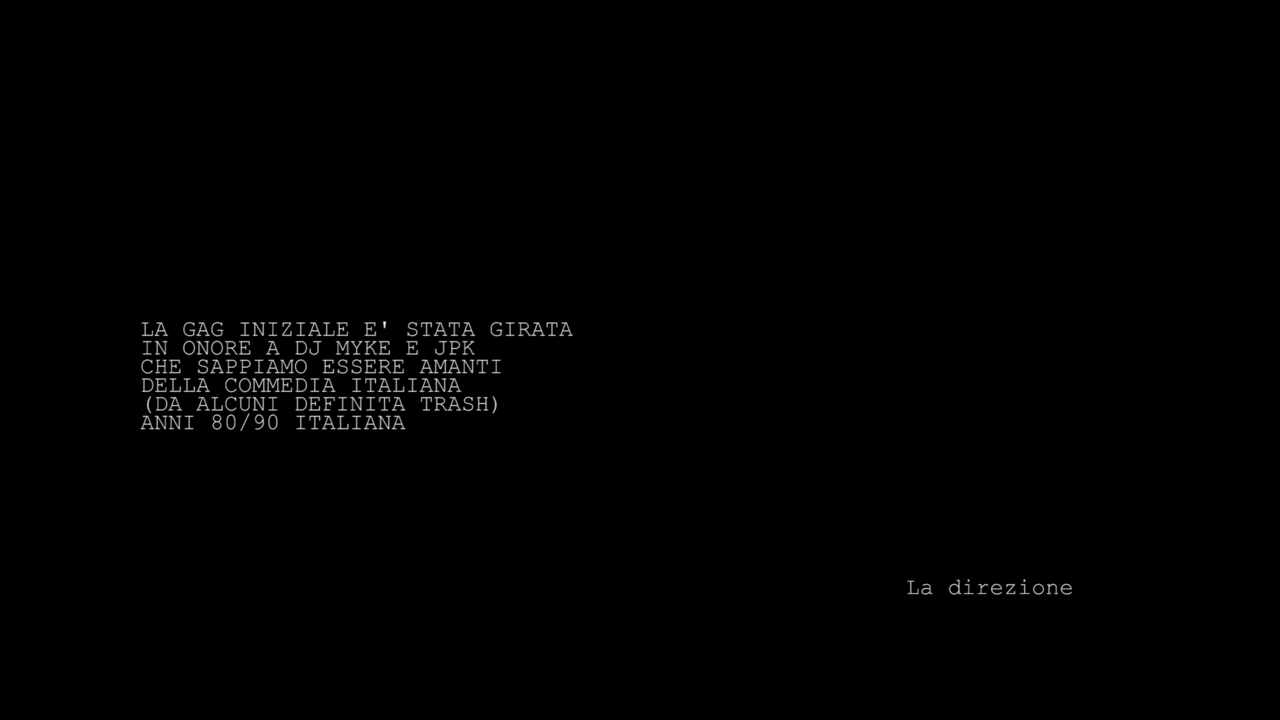 LA GAG INIZIALE E' STATA GIRATA
IN ONORE A DJ MYKE E JPK
CHE SAPPIAMO ESSERE AMANTI
DELLA COMMEDIA ITALIANA
(DA ALCUNI DEFINITA TRASH)
ANNI 80/90 ITALIANA
La direzione